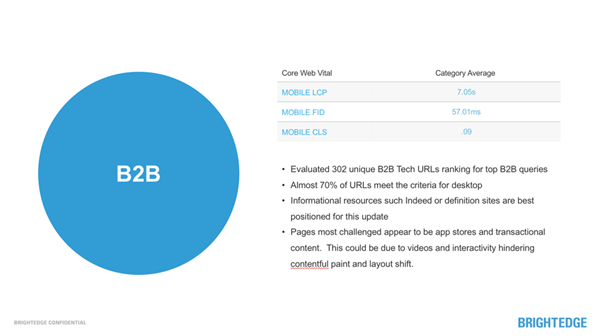 B2B
Core Web Vital Category Average
MOBILE LCP 7.05s
MOBILE FID 57.01ms
MOBILE CLS .09
• Evaluated 302 unique B2B Tech URLs ranking for top B2B queries
• Almost 70% of URLs meet the criteria for desktop
• Informational resources such Indeed or definition sites are best
positioned for this update
• Pages most challenged appear to be app stores and transactional
content.  This could be due to videos and interactivity hindering
contentful paint and layout shift.
BRIGHTEDGE CONFIDENTIAL
BRIGHTEDGE